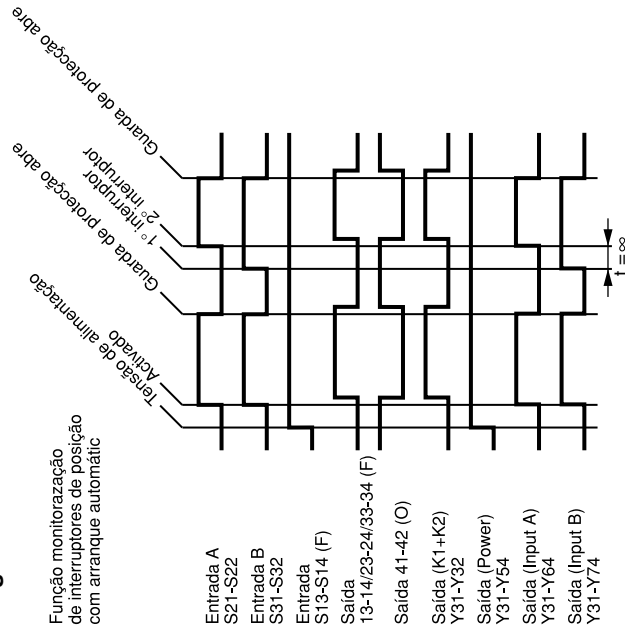 Função monitorazação
de interruptores de posição
com arranque automátic
Tensão de alimentação
Activado
Guarda de protecção abre
1° interruptor
2° interruptor
Guarda de protecção abre
Entrada A
S21-S22
Entrada B
S31-S32
Entrada
S13-S14 (F)
Saída
13-14/23-24/33-34 (F)
Saída 41-42 (O)
Saída (K1+K2)
Y31-Y32
Saída (Power)
Y31-Y54
Saída (Input A)
Y31-Y64
Saída (Input B)
Y31-Y74
t = ∞